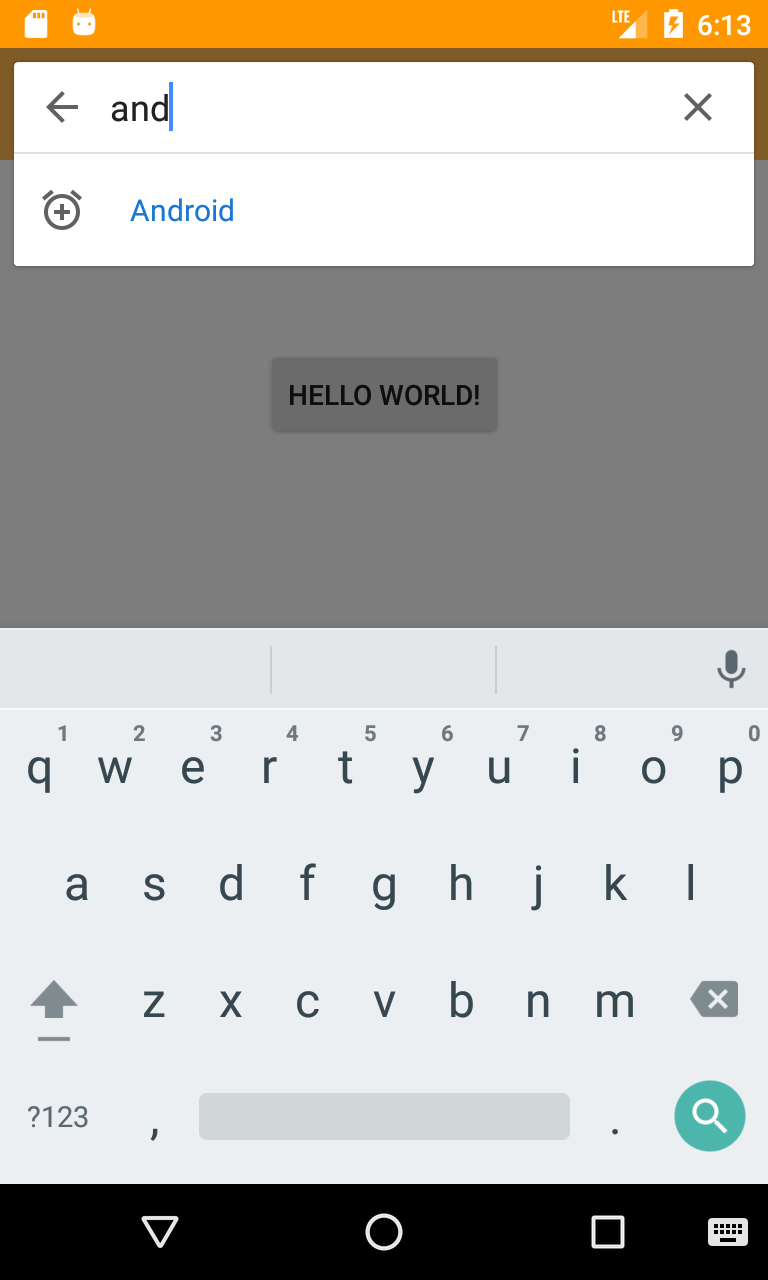 LTE 6:13
and
Android
HELLO WORLD!
1 2 3 4 5 6 7 8 9 0
q w e r t y u i o p
a s d f g h j k l
z x c v b n m
?123 , .